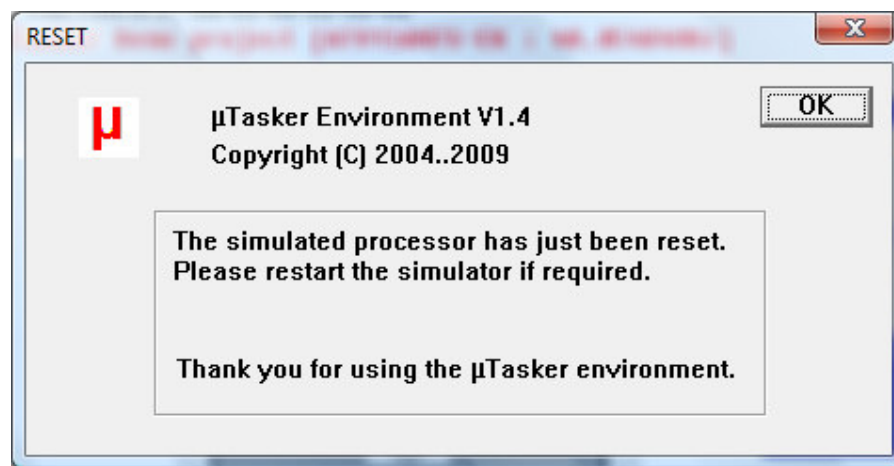 RESET
µ
µTasker Environment V1.4
OK
Copyright (C) 2004..2009
The simulated processor has just been reset.
Please restart the simulator if required.
Thank you for using the µTasker environment.